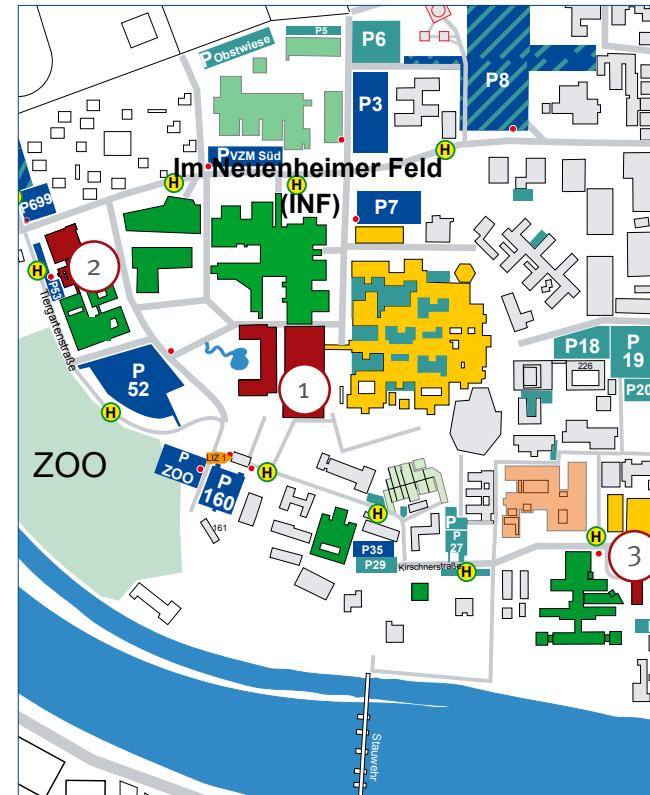 P5
P Obstwiese
P6
P8
P3
P VZM Süd
H
Im Neuenheimer Feld
(INF)
H
H
P699
H
P7
2
H
P53
Tiergartenstraße
P18
P
19
P
52
226
P20
1
H
ZOO
P
ZOO
LIZ 1
H
P
160
161
H
P
P
27
P35
P29
Kirschnerstraße
H
H
3
Stauwehr